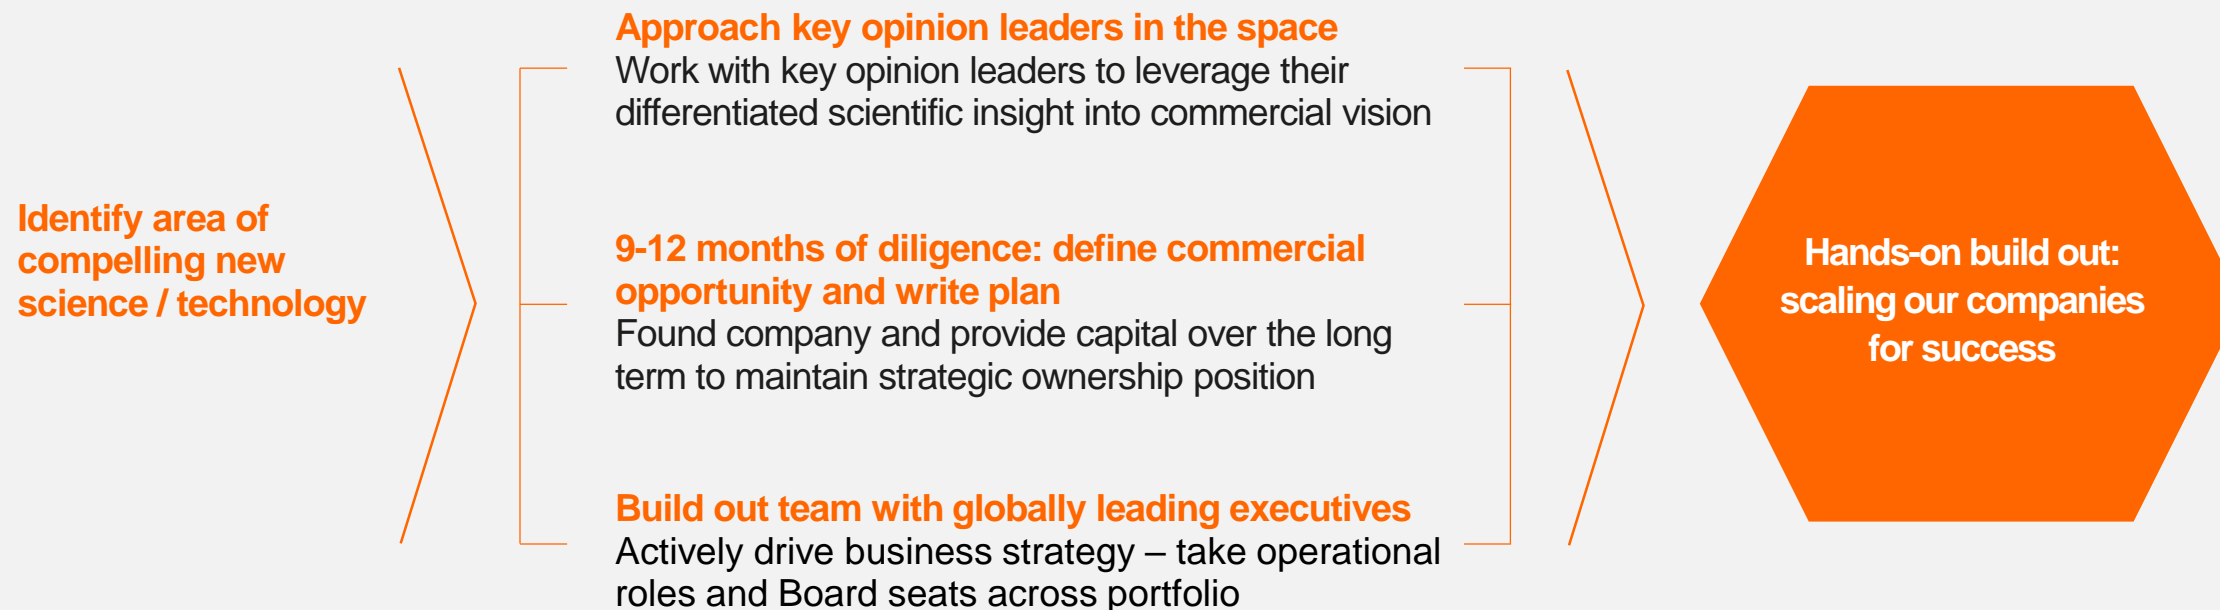 Identify area of
compelling new
science / technology
Approach key opinion leaders in the space
Work with key opinion leaders to leverage their
differentiated scientific insight into commercial vision
9-12 months of diligence: define commercial
opportunity and write plan
Found company and provide capital over the long
term to maintain strategic ownership position
Build out team with globally leading executives
Actively drive business strategy – take operational
roles and Board seats across portfolio
Hands-on build out:
scaling our companies
for success